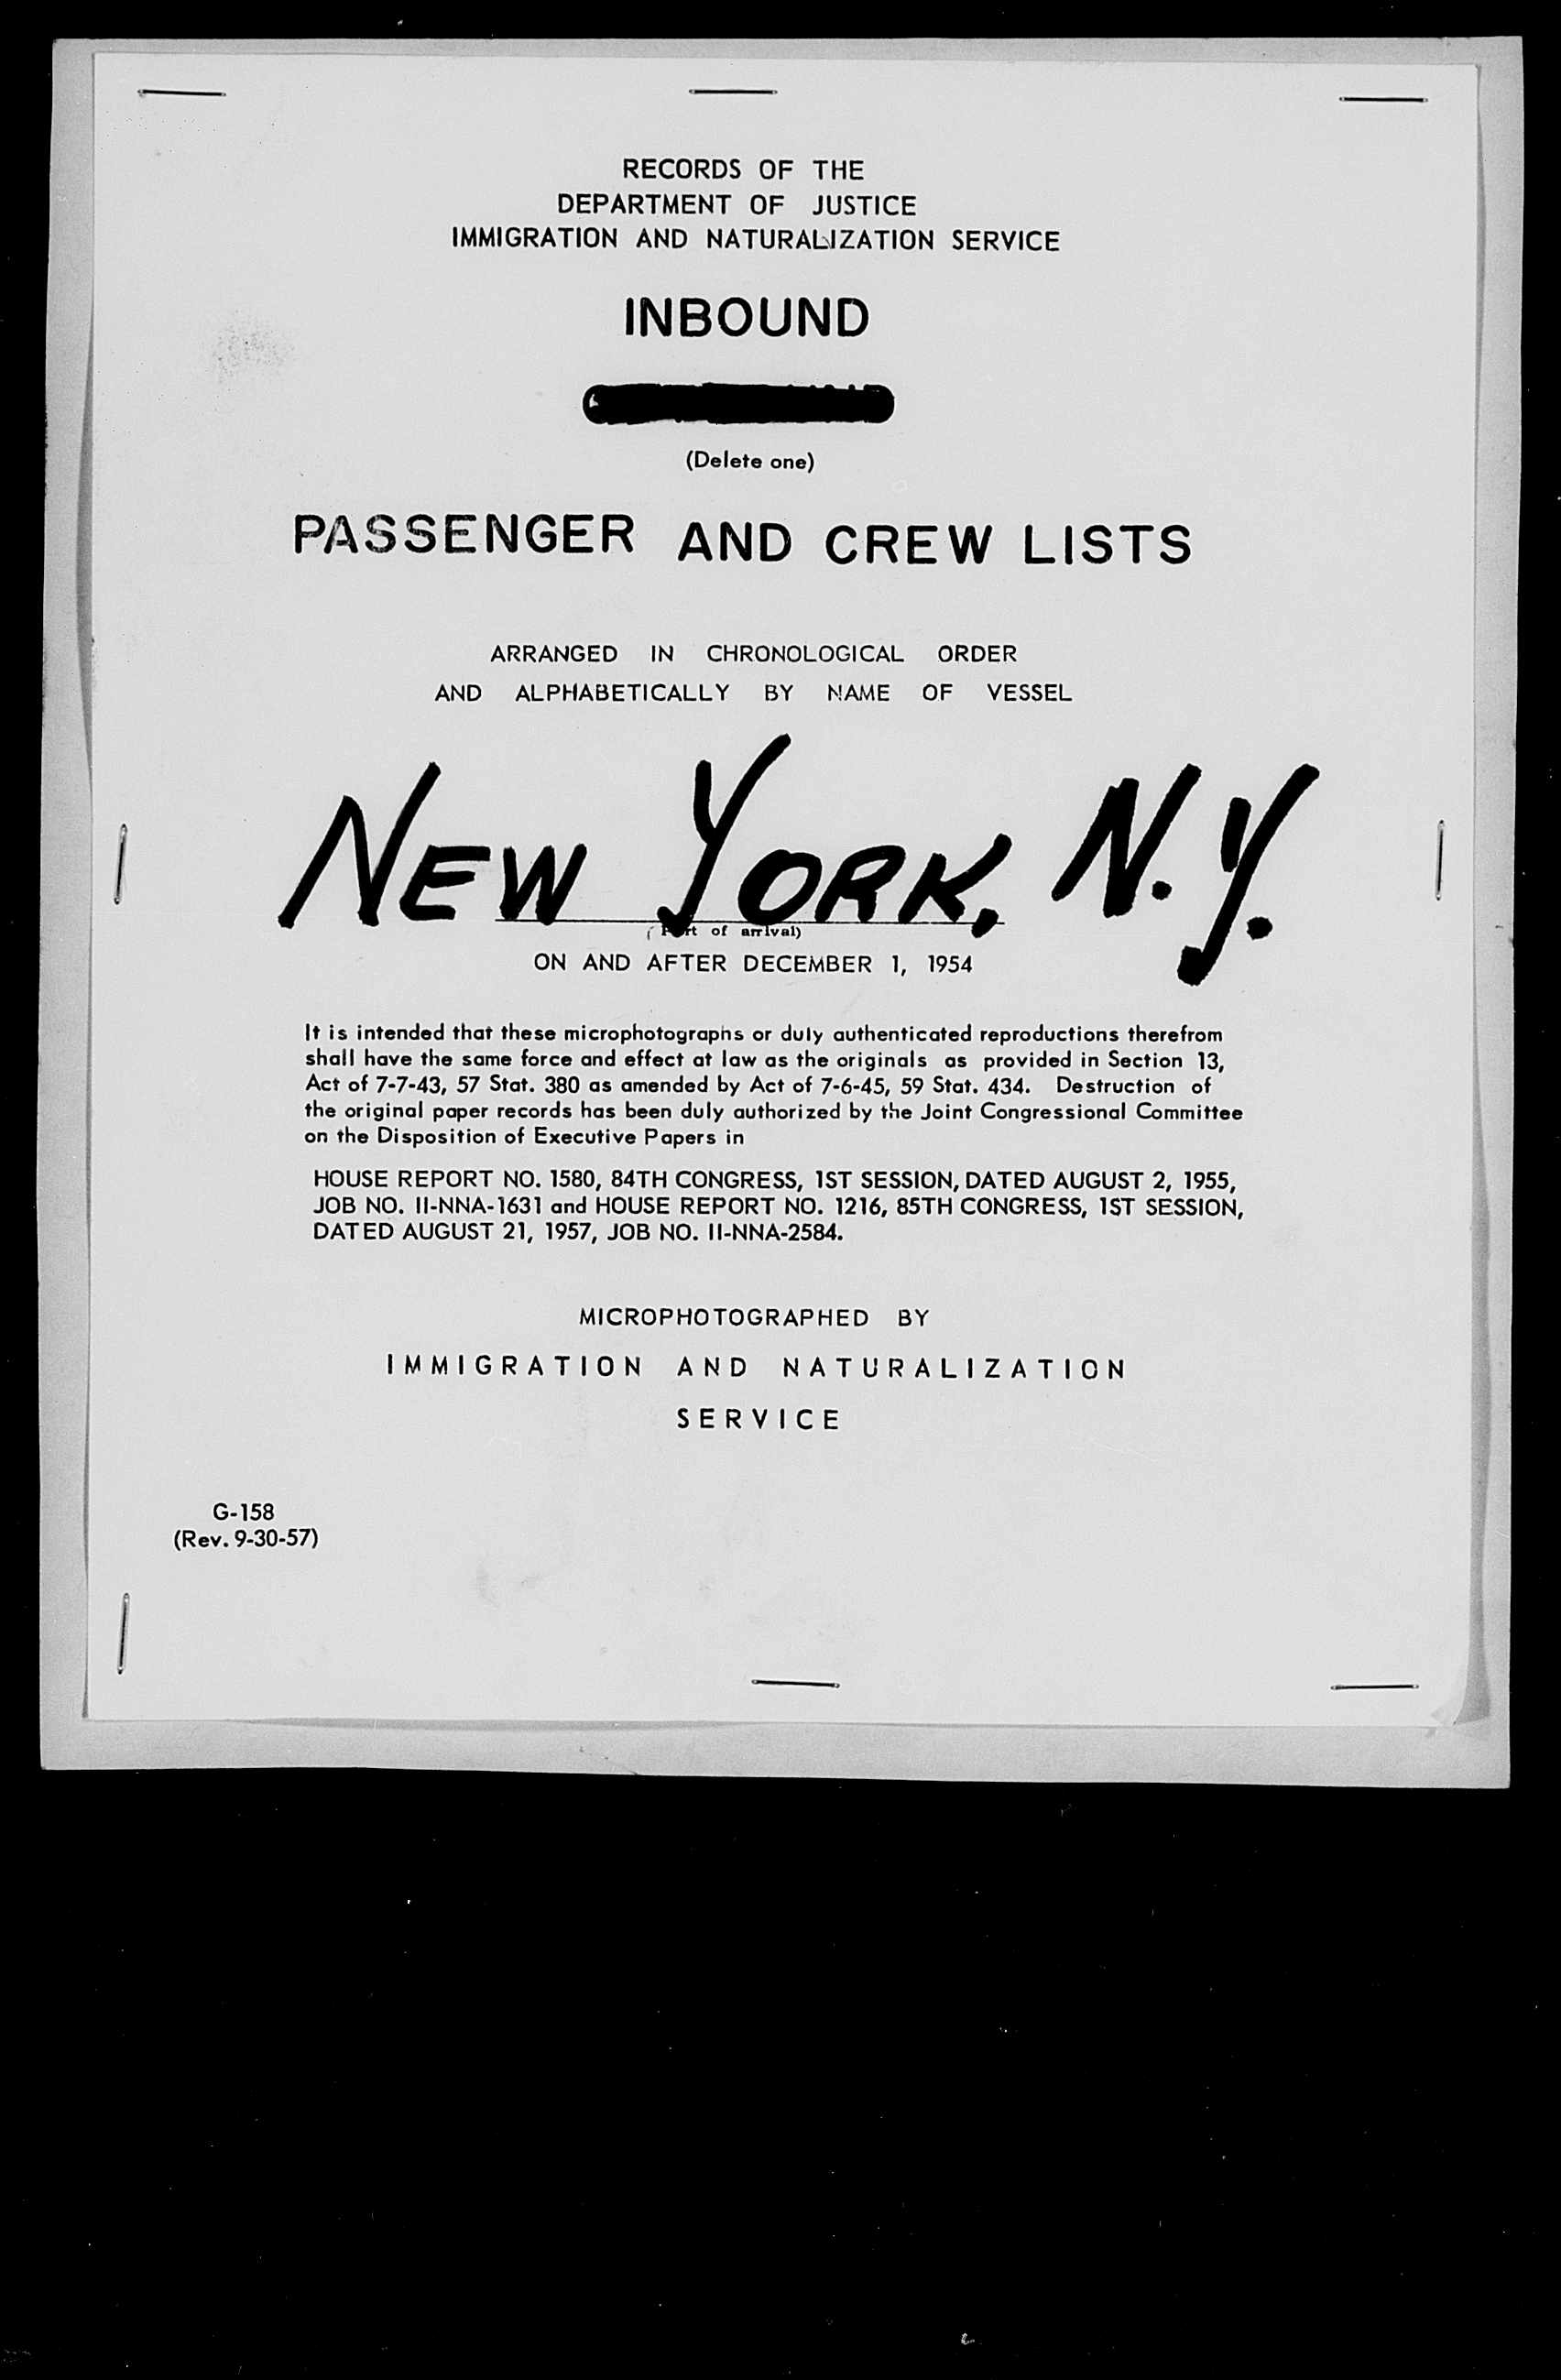 RECORDS OF THE
DEPARTMENT OF JUSTICE
IMMIGRATION AND NATURALIZATION SERVICE
INBOUND
(Delete one)
PASSENGER AND CREW LISTS
ARRANGED IN CHRONOLOGICAL ORDER
AND ALPHABETICALLY BY NAME OF VESSEL
NEW YORK, N.Y.
(Port of arrival)
ON AND AFTER DECEMBER 1, 1954
It is intended that these microphotographs or duly authenticated reproductions therefrom
shall have the same force and effect at law as the originals as provided in Section 13,
Act of 7-7-43, 57 Stat. 380 as amended by Act of 7-6-45, 59 Stat. 434. Destruction of
the original paper records has been duly authorized by the Joint Congressional Committee
on the Disposition of Executive Papers in
HOUSE REPORT NO. 1580, 84TH CONGRESS, 1ST SESSION, DATED AUGUST 2, 1955,
JOB NO. II-NNA-1631 and HOUSE REPORT NO. 1216, 85TH CONGRESS, 1ST SESSION,
DATED AUGUST 21, 1957, JOB NO. II-NNA-2584.
MICROPHOTOGRAPHED BY
IMMIGRATION AND NATURALIZATION
SERVICE
G-158
(Rev. 9-30-57)